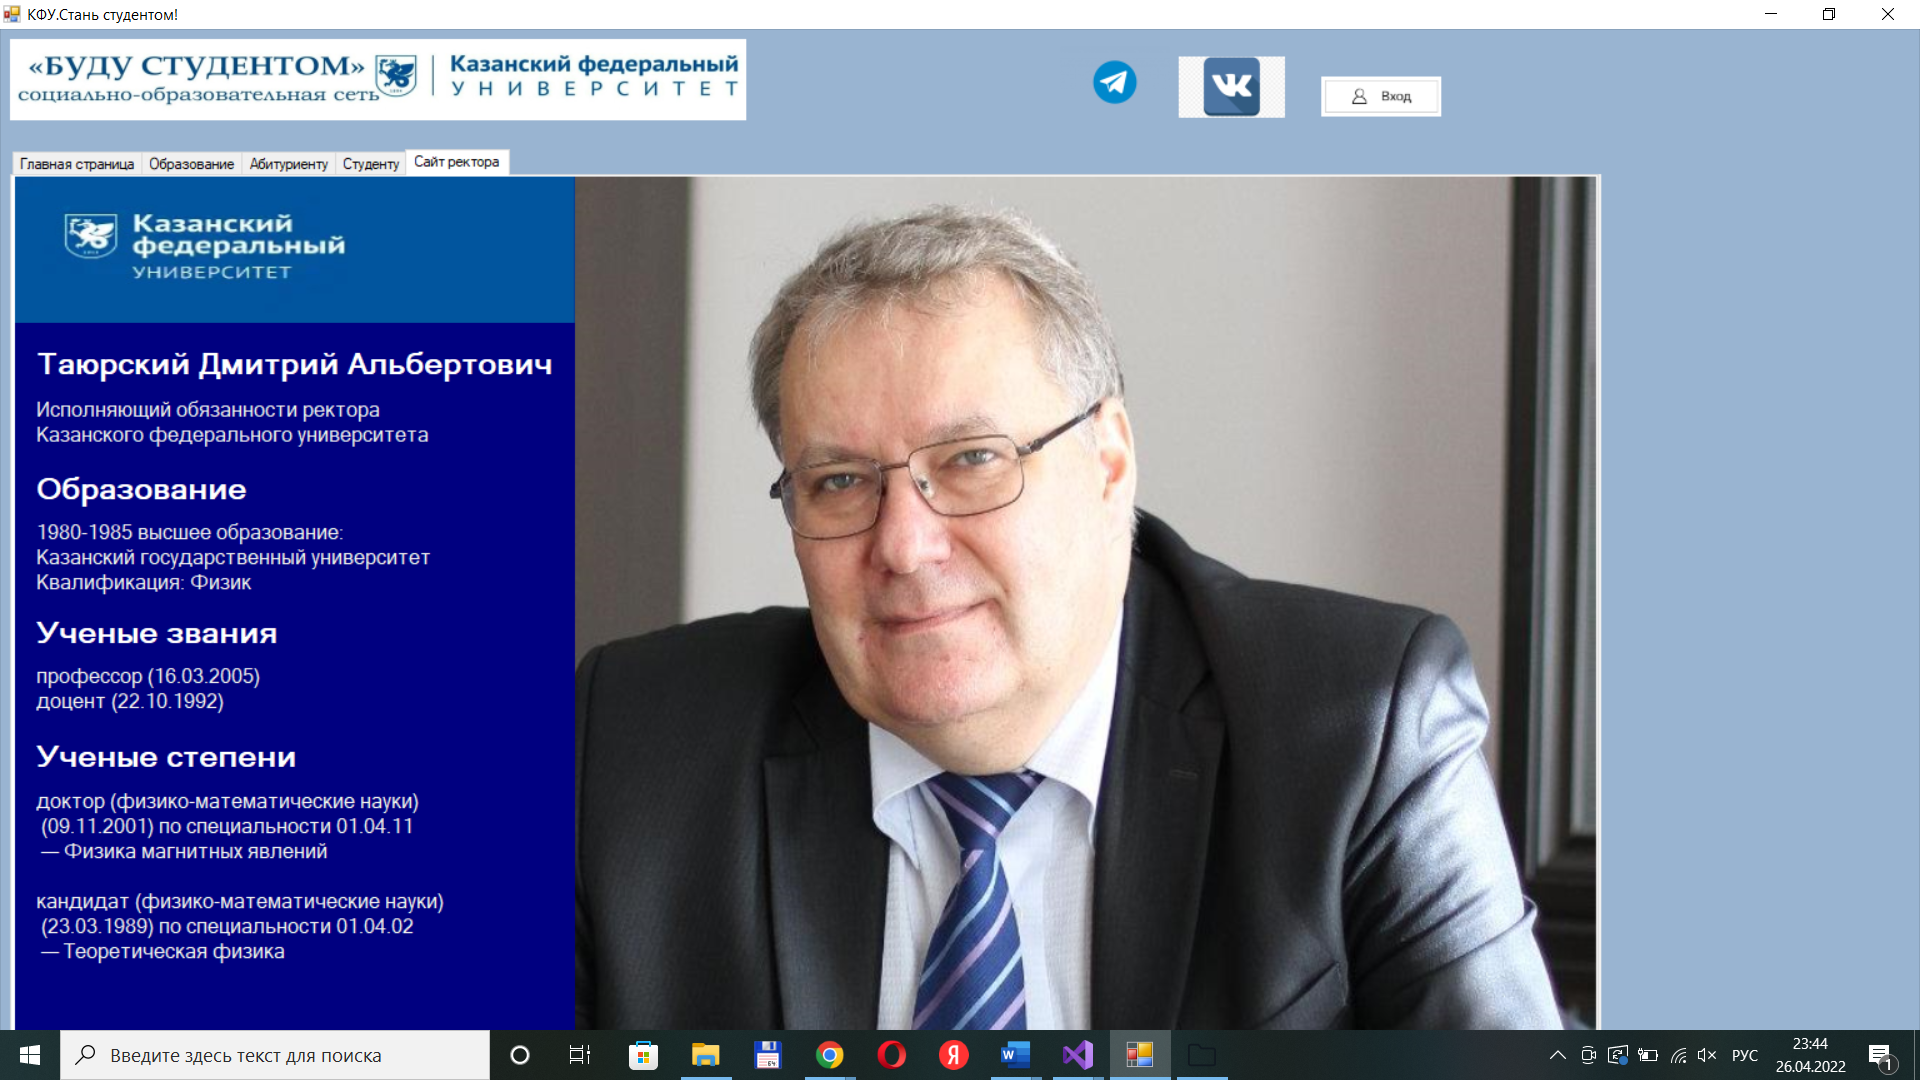 КФУ.Стань студентом!
«БУДУ СТУДЕНТОМ»
социально-образовательная сеть
Казанский федеральный
УНИВЕРСИТЕТ
Вход
Главная страница Образование Абитуриенту Студенту Сайт ректора
Казанский
федеральный
УНИВЕРСИТЕТ
Таюрский Дмитрий Альбертович
Исполняющий обязанности ректора
Казанского федерального университета
Образование
1980-1985 высшее образование:
Казанский государственный университет
Квалификация: Физик
Ученые звания
профессор (16.03.2005)
доцент (22.10.1992)
Ученые степени
доктор (физико-математические науки)
(09.11.2001) по специальности 01.04.11
— Физика магнитных явлений
кандидат (физико-математические науки)
(23.03.1989) по специальности 01.04.02
— Теоретическая физика
Введите здесь текст для поиска
РУС
23:44
26.04.2022
1